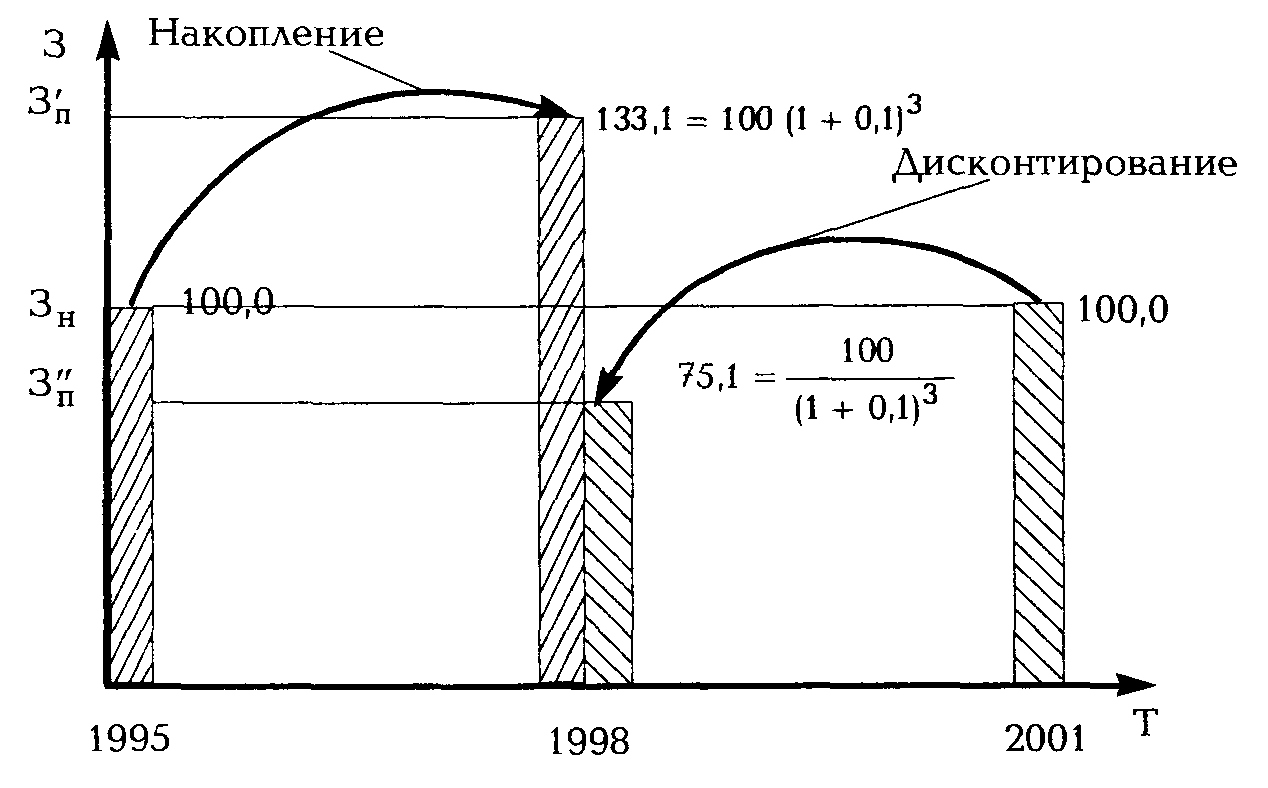 З
Накопление
З′п
133,1 = 100 (1 + 0,1)³
Дисконтирование
Зн
100,0
100,0
З″п
75,1 = 100 / (1 + 0,1)³
1995
1998
2001
Т